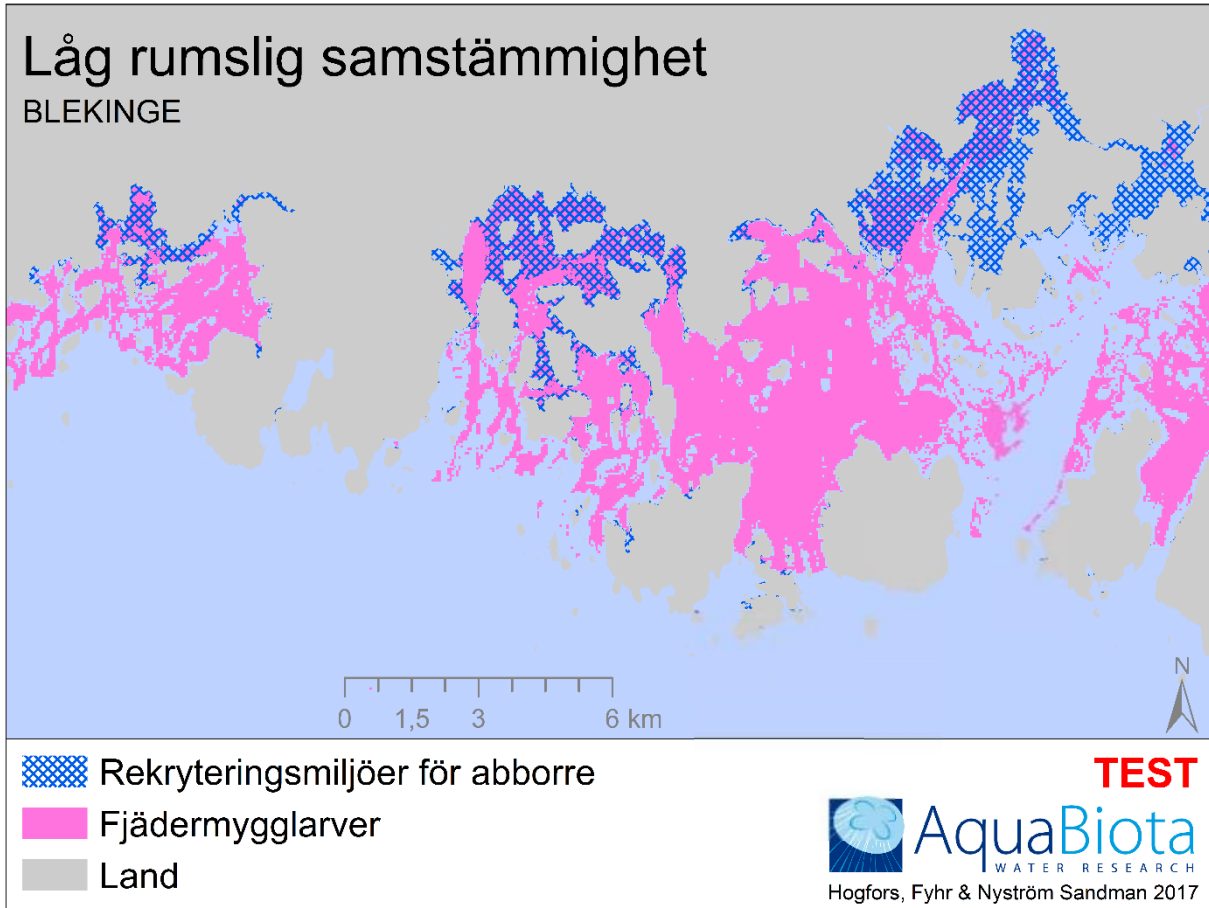 Låg rumslig samstämmighet
BLEKINGE
N
0 1,5 3 6 km
Rekryteringsmiljöer för abborre
Fjädermygglarver
Land
TEST
AquaBiota
WATER RESEARCH
Hogfors, Fyhr & Nyström Sandman 2017